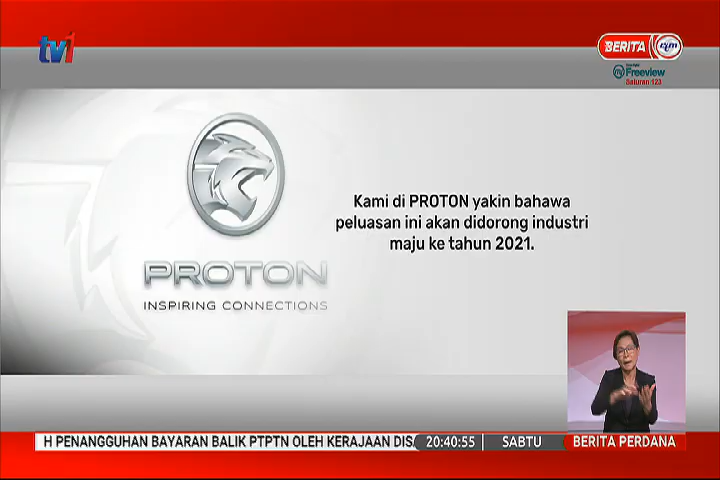 tv1
BERITA rtm
Freeview
Saluran 123
Kami di PROTON yakin bahawa
peluasan ini akan didorong industri
maju ke tahun 2021.
PROTON
INSPIRING CONNECTIONS
H PENANGGUHAN BAYARAN BALIK PTPTN OLEH KERAJAAN DIS
20:40:55
SABTU
BERITA PERDANA